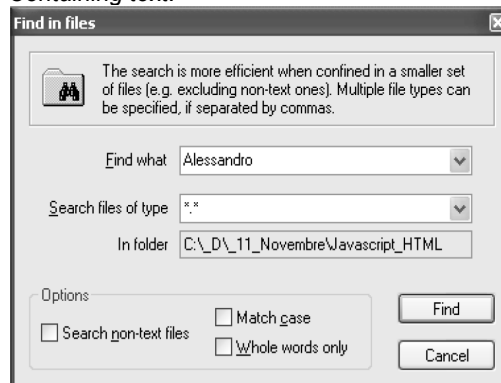 Containing text:
Find in files
The search is more efficient when confined in a smaller set
of files (e.g. excluding non-text ones). Multiple file types can
be specified, if separated by commas.
Find what Alessandro
Search files of type *.*
In folder C:\_D\_11_Novembre\Javascript_HTML
Options
Match case
Search non-text files
Whole words only
Find
Cancel